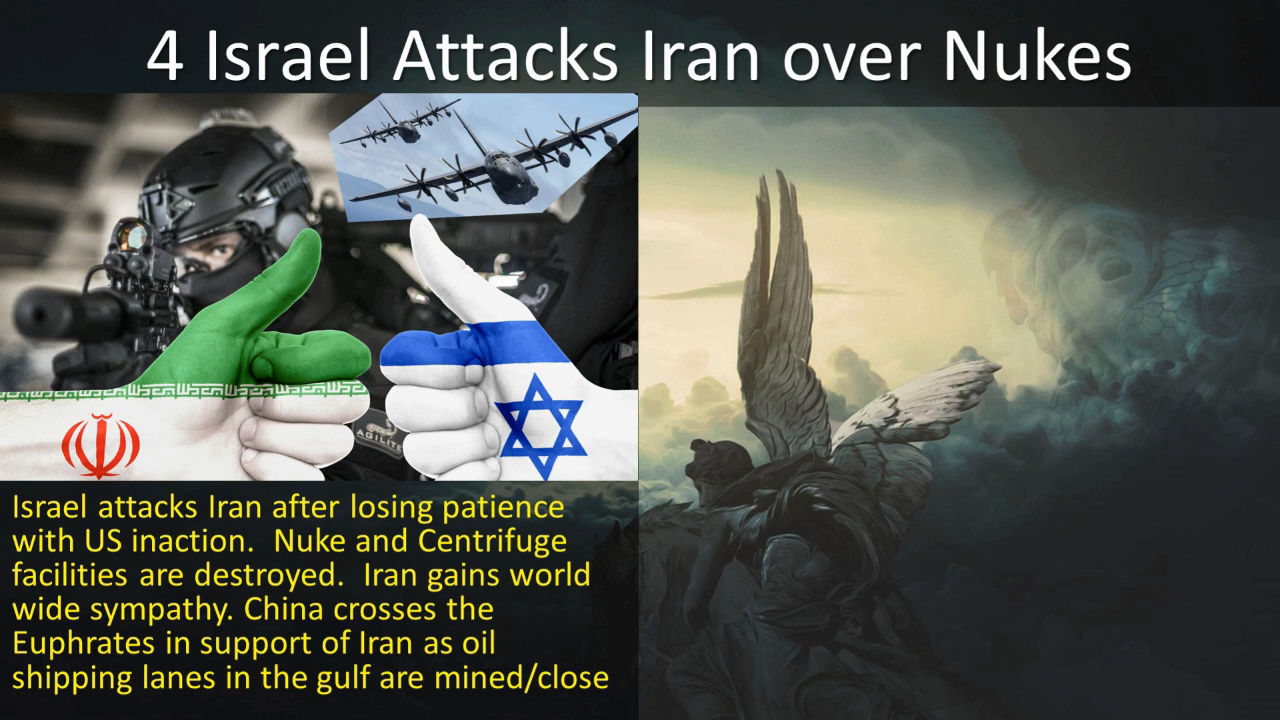 4 Israel Attacks Iran over Nukes
AGILITE
Israel attacks Iran after losing patience
with US inaction.  Nuke and Centrifuge
facilities are destroyed.  Iran gains world
wide sympathy. China crosses the
Euphrates in support of Iran as oil
shipping lanes in the gulf are mined/close